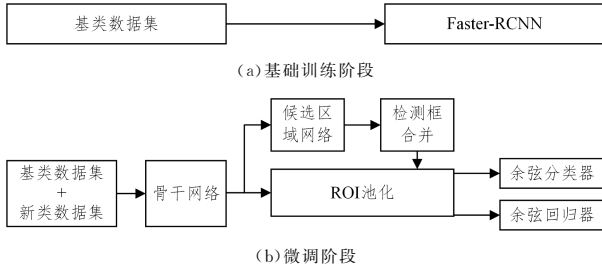 基类数据集
Faster-RCNN
(a)基础训练阶段
候选区
域网络
检测框
合并
基类数据集
+
新类数据集
骨干网络
ROI池化
余弦分类器
余弦回归器
(b)微调阶段